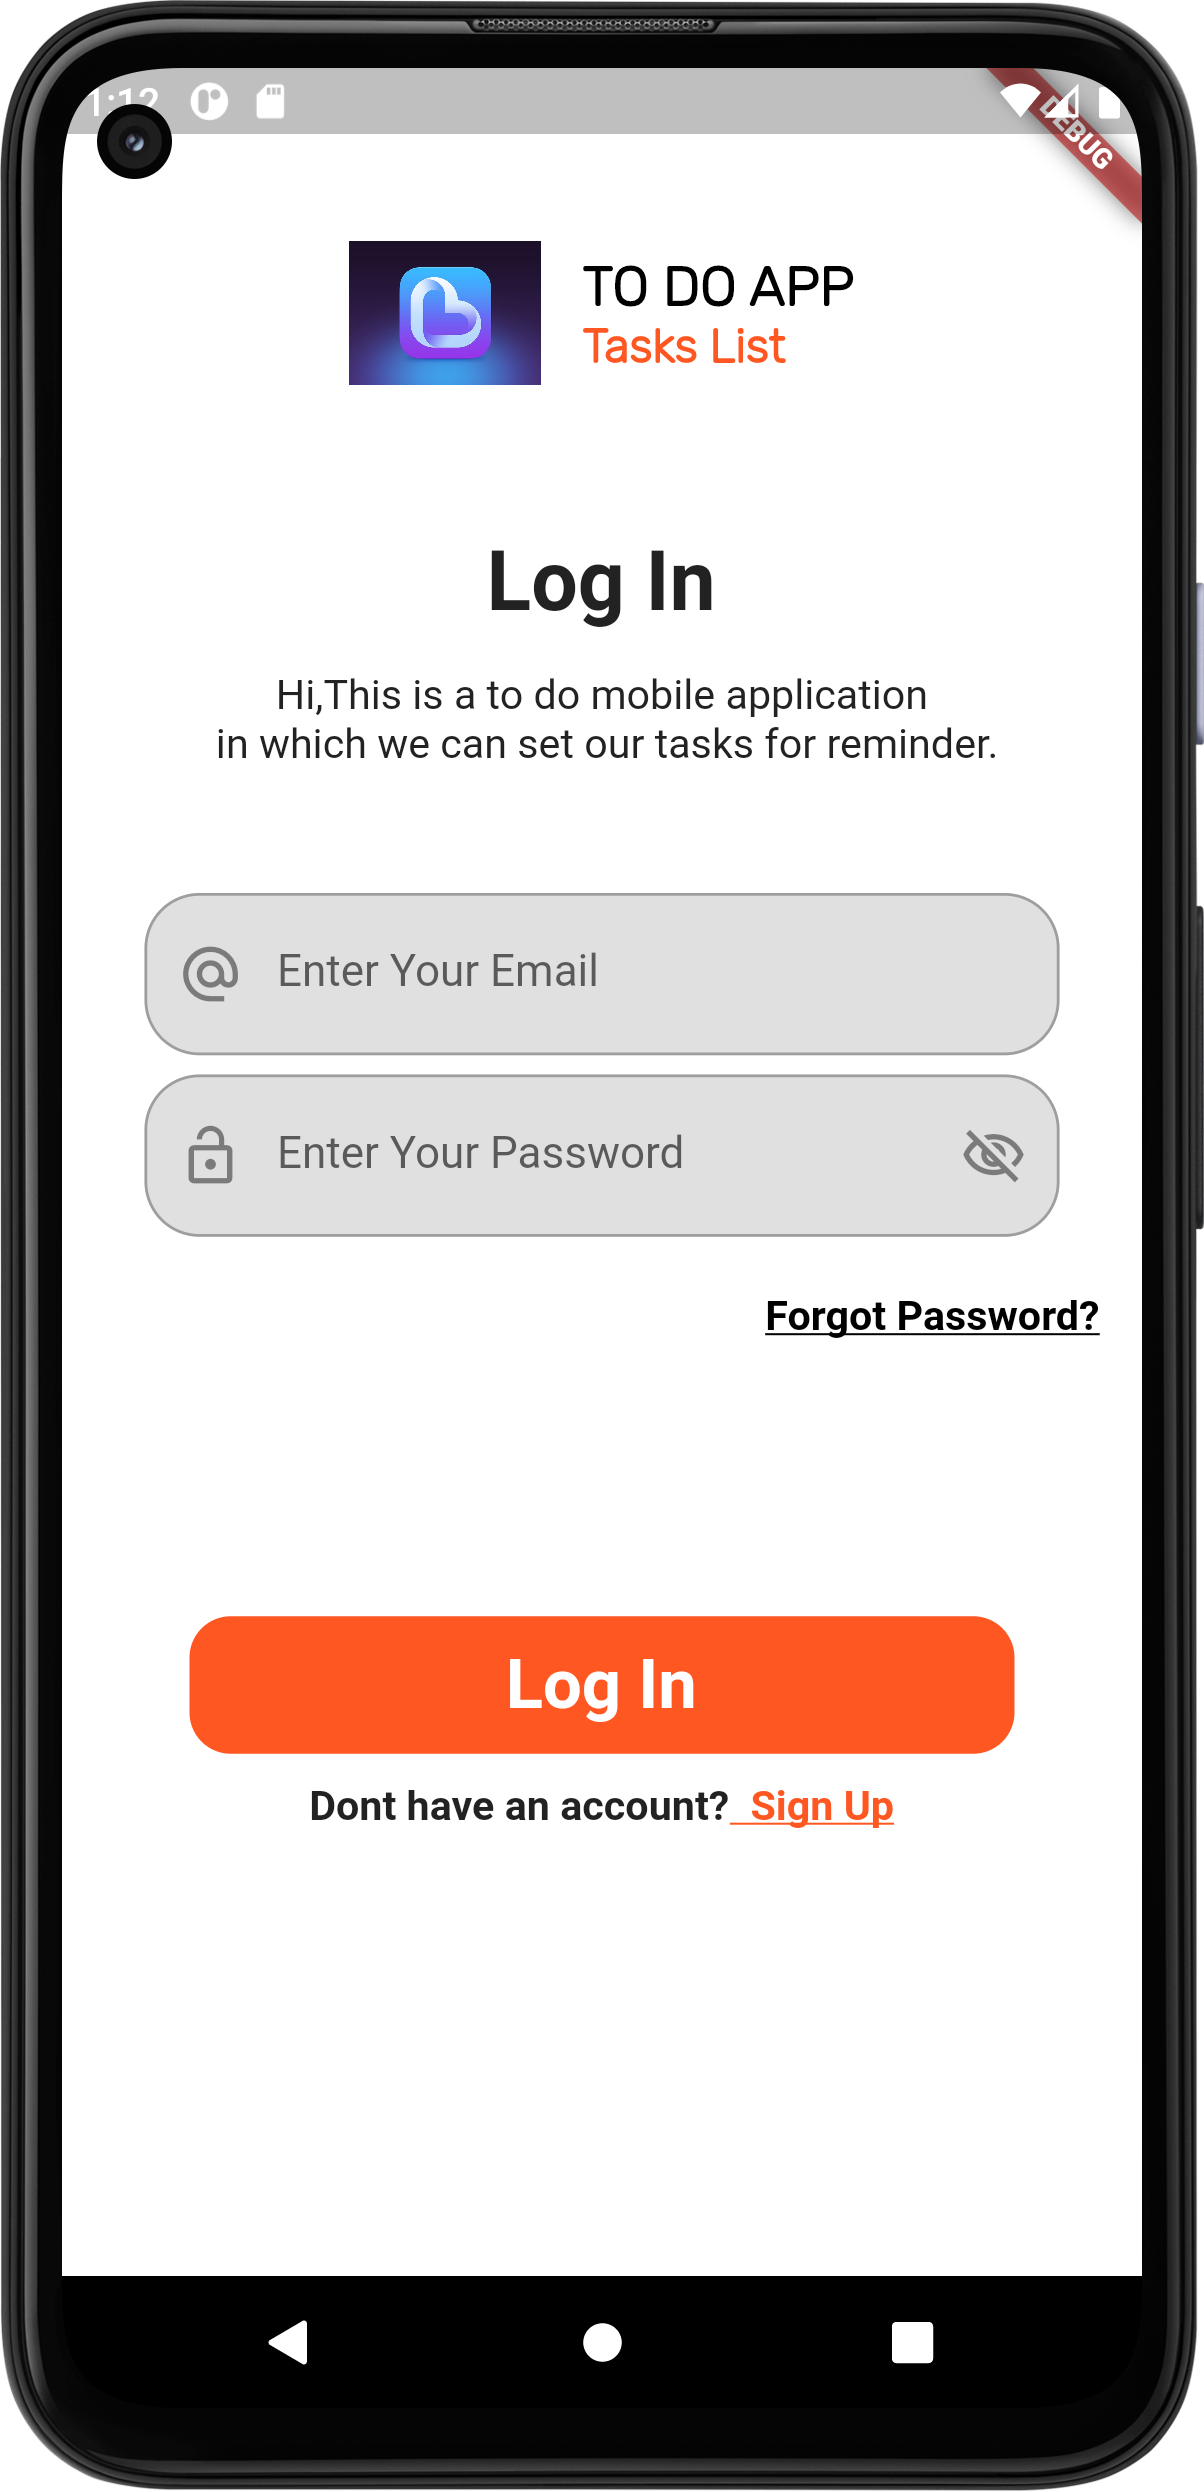 1:12
DEBUG
TO DO APP
Tasks List
Log In
Hi,This is a to do mobile application
in which we can set our tasks for reminder.
Enter Your Email
Enter Your Password
Forgot Password?
Log In
Dont have an account?  Sign Up